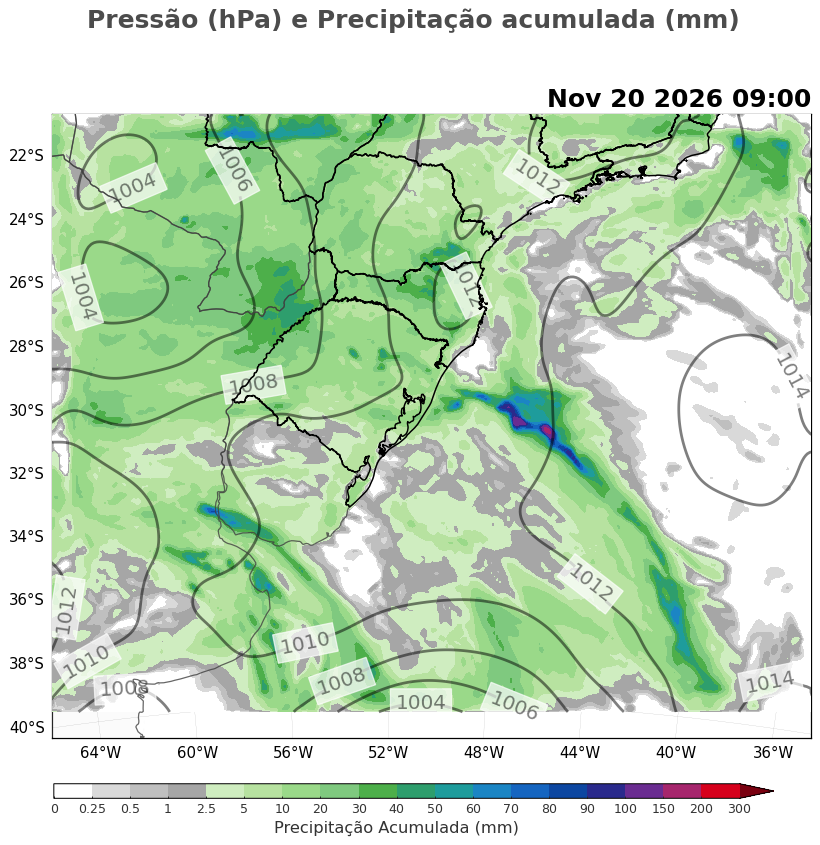 Pressão (hPa) e Precipitação acumulada (mm)
Nov 20 2026 09:00
22°S
24°S
26°S
28°S
30°S
32°S
34°S
36°S
38°S
40°S
1004
1006
1012
1004
1012
1008
1014
1012
1012
1010
1010
1008
1008
1004
1006
1014
64°W 60°W 56°W 52°W 48°W 44°W 40°W 36°W
0 0.25 0.5 1 2.5 5 10 20 30 40 50 60 70 80 90 100 150 200 300
Precipitação Acumulada (mm)